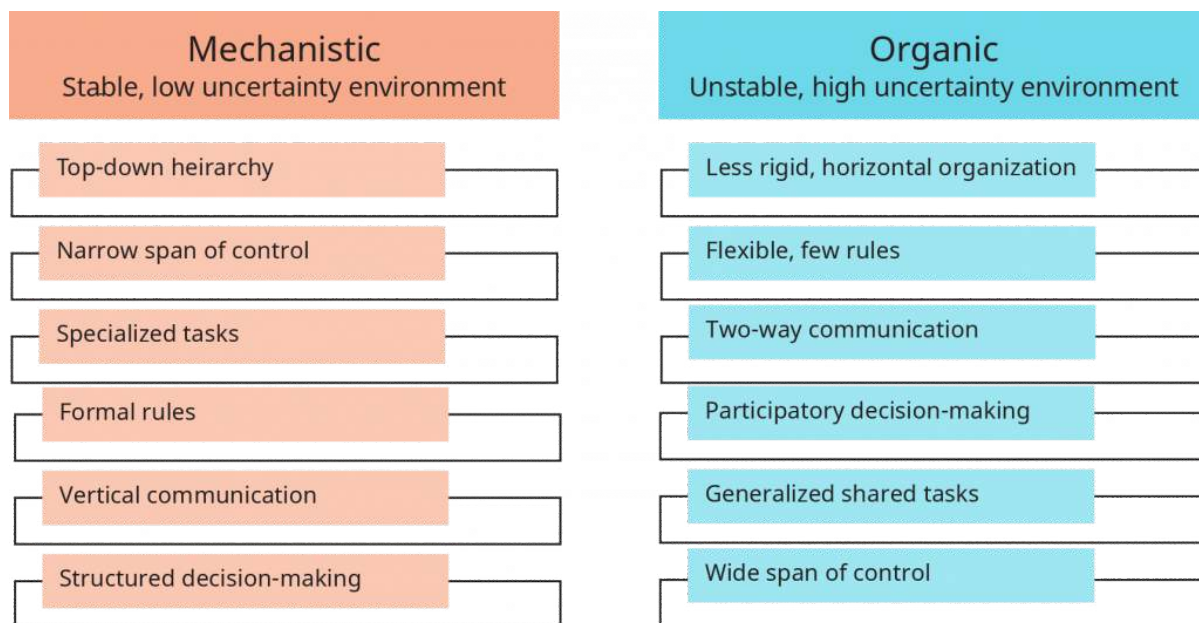 Mechanistic
Stable, low uncertainty environment
Top-down heirarchy
Narrow span of control
Specialized tasks
Formal rules
Vertical communication
Structured decision-making
Organic
Unstable, high uncertainty environment
Less rigid, horizontal organization
Flexible, few rules
Two-way communication
Participatory decision-making
Generalized shared tasks
Wide span of control